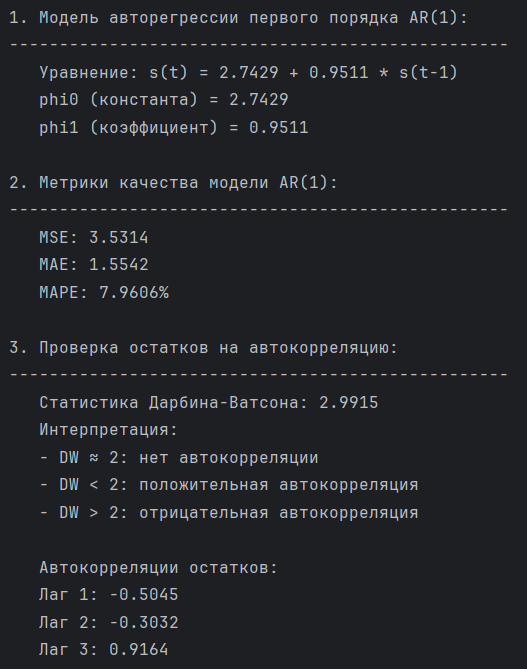 1. Модель авторегрессии первого порядка AR(1):
--------------------------------------------------
Уравнение: s(t) = 2.7429 + 0.9511 * s(t-1)
phi0 (константа) = 2.7429
phi1 (коэффициент) = 0.9511
2. Метрики качества модели AR(1):
--------------------------------------------------
MSE: 3.5314
MAE: 1.5542
MAPE: 7.9606%
3. Проверка остатков на автокорреляцию:
--------------------------------------------------
Статистика Дарбина-Ватсона: 2.9915
Интерпретация:
- DW ≈ 2: нет автокорреляции
- DW < 2: положительная автокорреляция
- DW > 2: отрицательная автокорреляция
Автокорреляции остатков:
Лаг 1: -0.5045
Лаг 2: -0.3032
Лаг 3: 0.9164